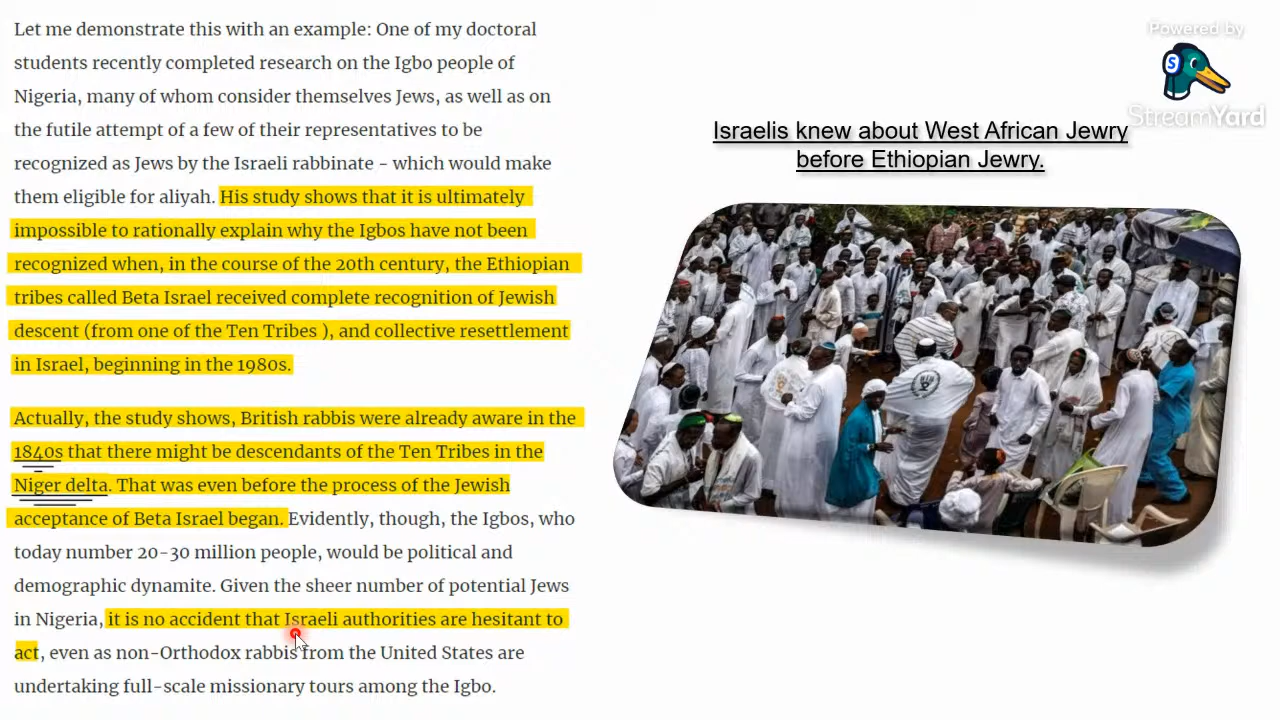 Let me demonstrate this with an example: One of my doctoral
students recently completed research on the Igbo people of
Nigeria, many of whom consider themselves Jews, as well as on
the futile attempt of a few of their representatives to be
recognized as Jews by the Israeli rabbinate - which would make
them eligible for aliyah. His study shows that it is ultimately
impossible to rationally explain why the Igbos have not been
recognized when, in the course of the 20th century, the Ethiopian
tribes called Beta Israel received complete recognition of Jewish
descent (from one of the Ten Tribes ), and collective resettlement
in Israel, beginning in the 1980s.
Actually, the study shows, British rabbis were already aware in the
1840s that there might be descendants of the Ten Tribes in the
Niger delta. That was even before the process of the Jewish
acceptance of Beta Israel began. Evidently, though, the Igbos, who
today number 20-30 million people, would be political and
demographic dynamite. Given the sheer number of potential Jews
in Nigeria, it is no accident that Israeli authorities are hesitant to
act, even as non-Orthodox rabbis from the United States are
undertaking full-scale missionary tours among the Igbo.
Israelis knew about West African Jewry
before Ethiopian Jewry.
Powered by
S
StreamYard